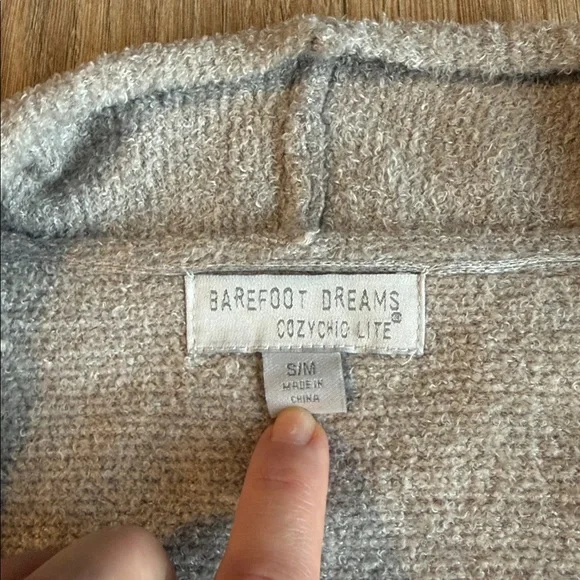 BAREFOOT DREAMS
COZYCHIC LITE®
S/M
MADE IN
CHINA